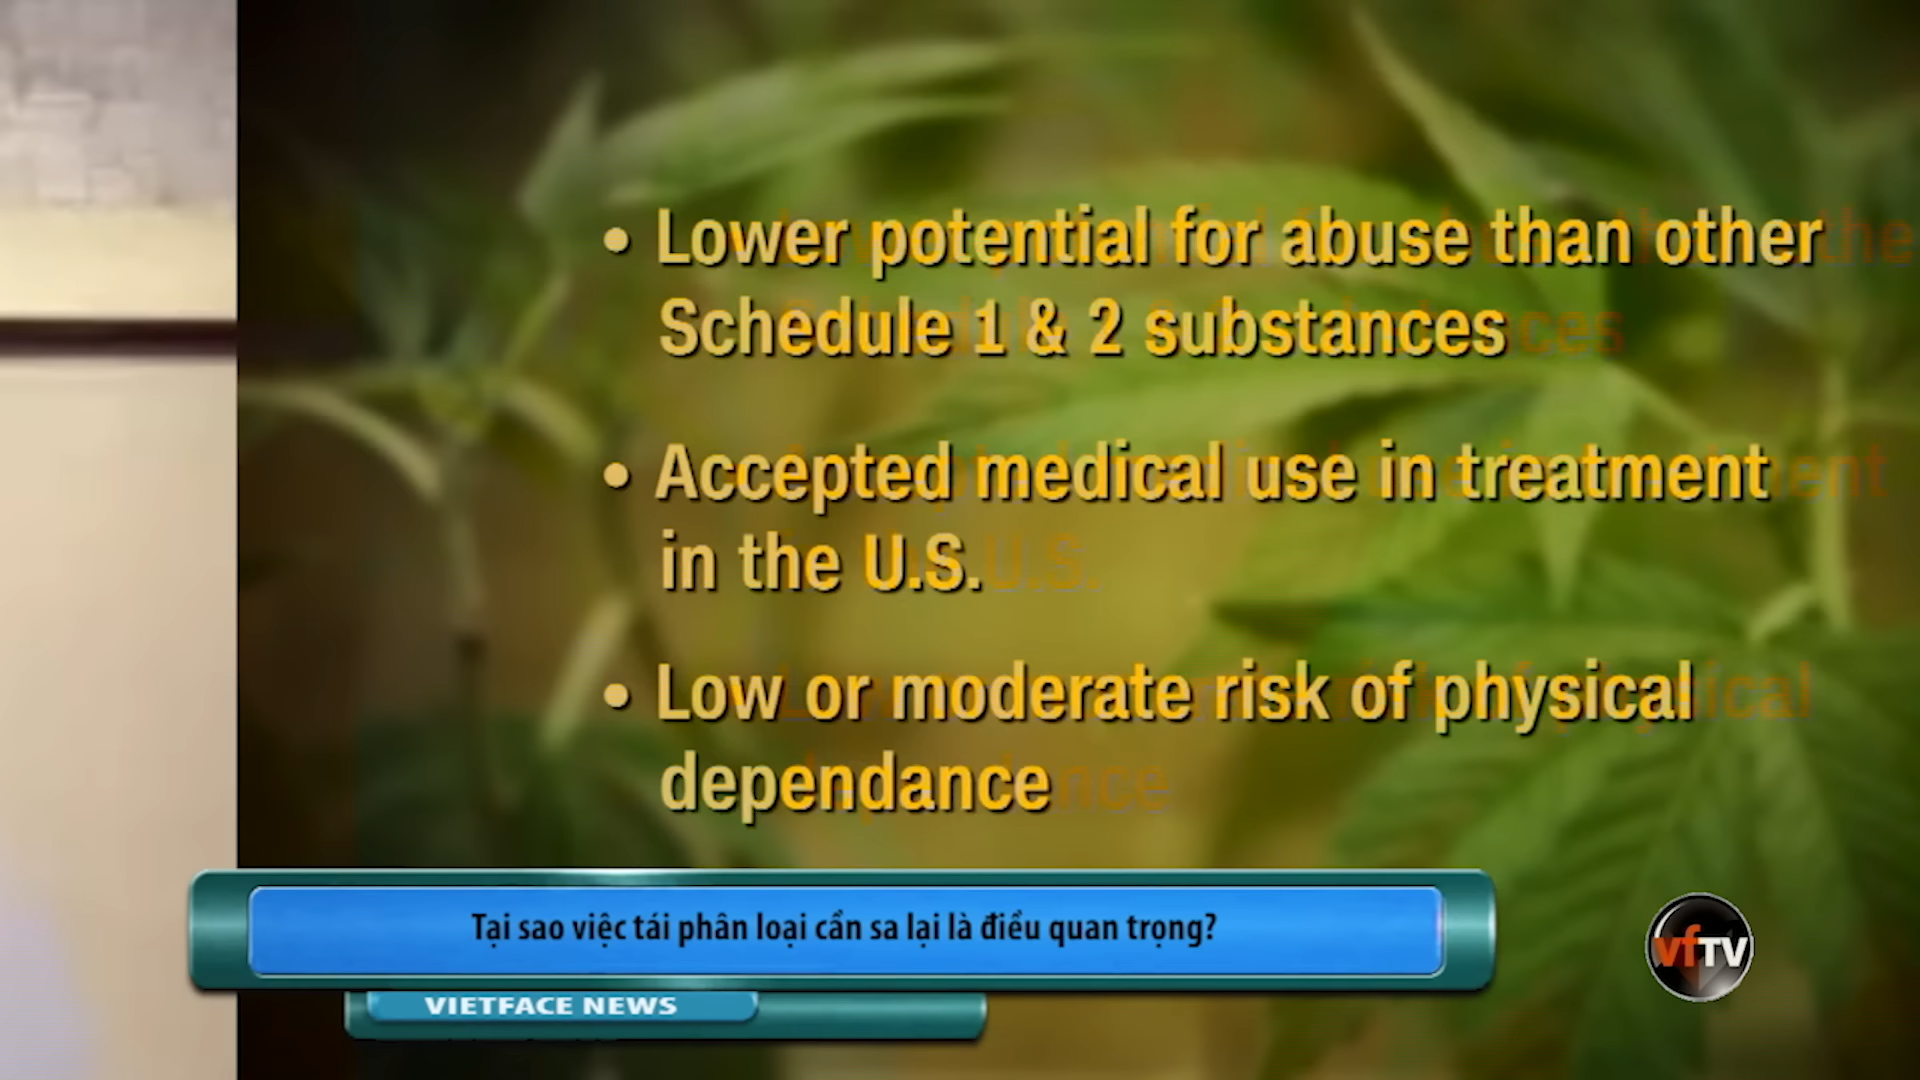 • Lower potential for abuse than other
Schedule 1 & 2 substances
• Accepted medical use in treatment
in the U.S.
• Low or moderate risk of physical
dependance
Tại sao việc tái phân loại cần sa lại là điều quan trọng?
VIETFACE NEWS
vfTV